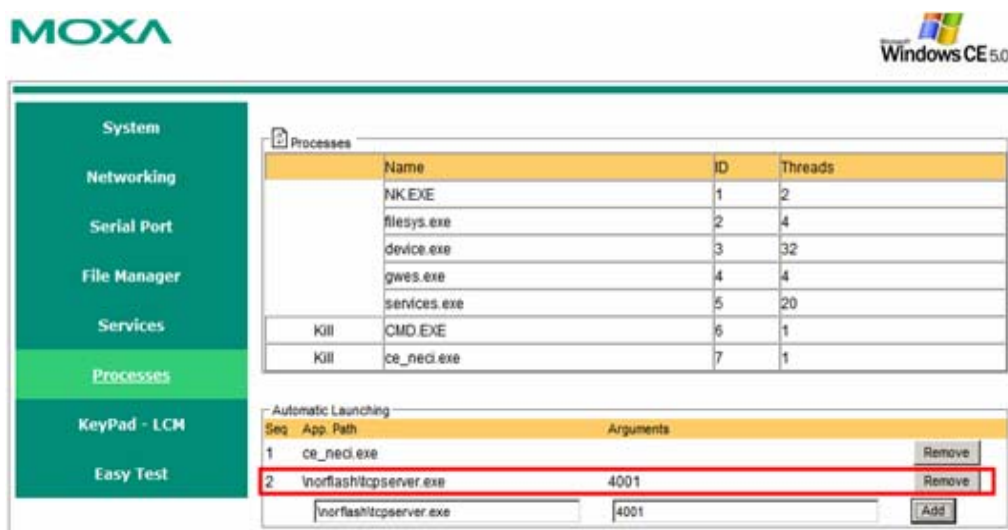 MOXA
Microsoft
Windows CE 5.0
System
Networking
Serial Port
File Manager
Services
Processes
KeyPad - LCM
Easy Test
Processes
Name ID Threads
NK.EXE 1 2
filesys.exe 2 4
device.exe 3 32
gwes.exe 4 4
services.exe 5 20
Kill CMD.EXE 6 1
Kill ce_neci.exe 7 1
Automatic Launching
Seq App. Path Arguments
1 ce_neci.exe Remove
2 \norflash\tcpserver.exe 4001 Remove
\norflash\tcpserver.exe 4001 Add